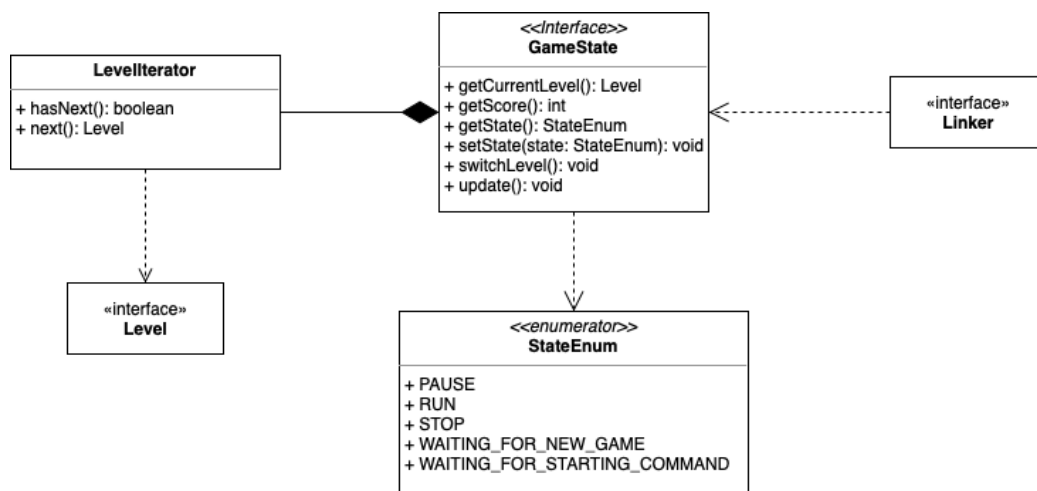 LevelIterator
+ hasNext(): boolean
+ next(): Level
<<Interface>>
GameState
+ getCurrentLevel(): Level
+ getScore(): int
+ getState(): StateEnum
+ setState(state: StateEnum): void
+ switchLevel(): void
+ update(): void
«interface»
Linker
«interface»
Level
<<enumerator>>
StateEnum
+ PAUSE
+ RUN
+ STOP
+ WAITING_FOR_NEW_GAME
+ WAITING_FOR_STARTING_COMMAND